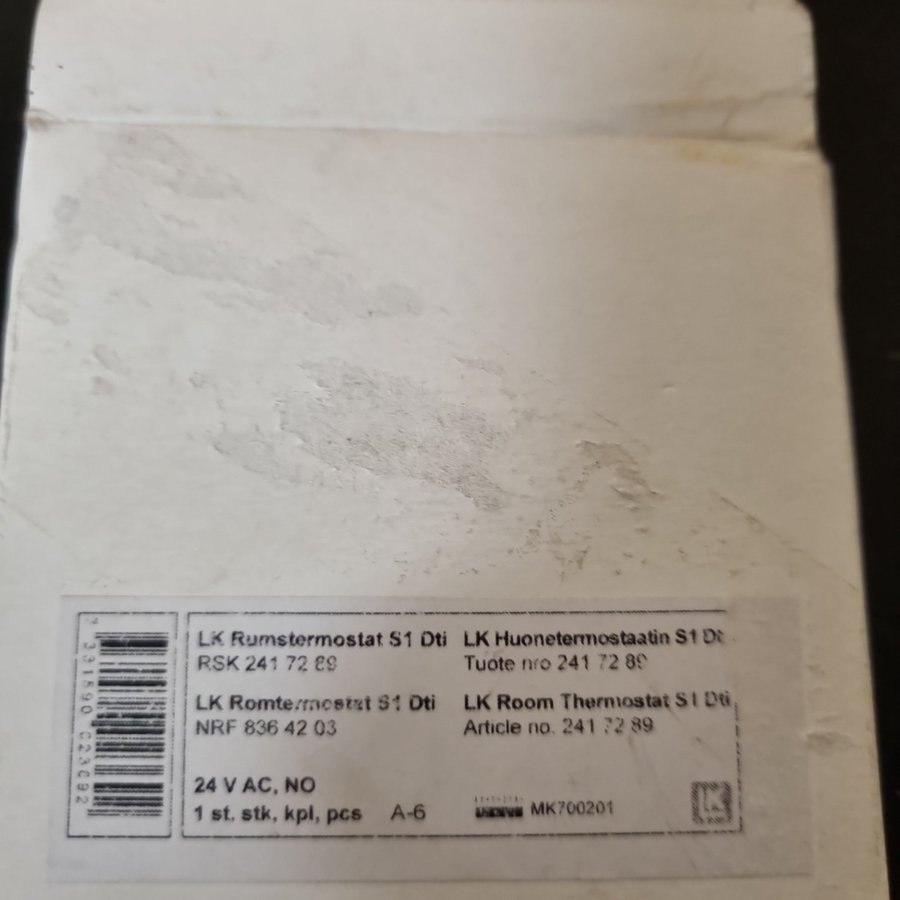 LK Rumstermostat S1 Dti
RSK 241 72 89
LK Romtermostat S1 Dti
NRF 836 42 03
LK Huonetermostaatin S1 Dt
Tuote nro 241 72 89
LK Room Thermostat S1 Dti
Article no. 241 72 89
24 V AC, NO
1 st, stk, kpl, pcs A-6
MK700201
LK